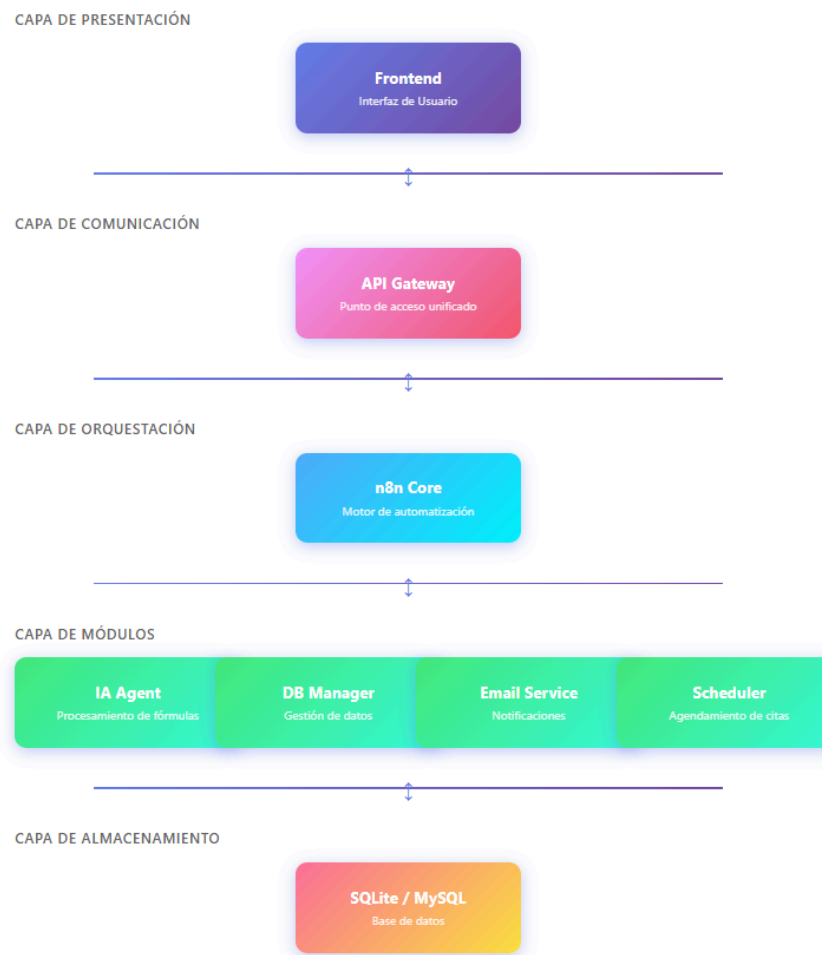 CAPA DE PRESENTACIÓN
Frontend
Interfaz de Usuario
CAPA DE COMUNICACIÓN
API Gateway
Punto de acceso unificado
CAPA DE ORQUESTACIÓN
n8n Core
Motor de automatización
CAPA DE MÓDULOS
IA Agent
Procesamiento de fórmulas
DB Manager
Gestión de datos
Email Service
Notificaciones
Scheduler
Agendamiento de citas
CAPA DE ALMACENAMIENTO
SQLite / MySQL
Base de datos